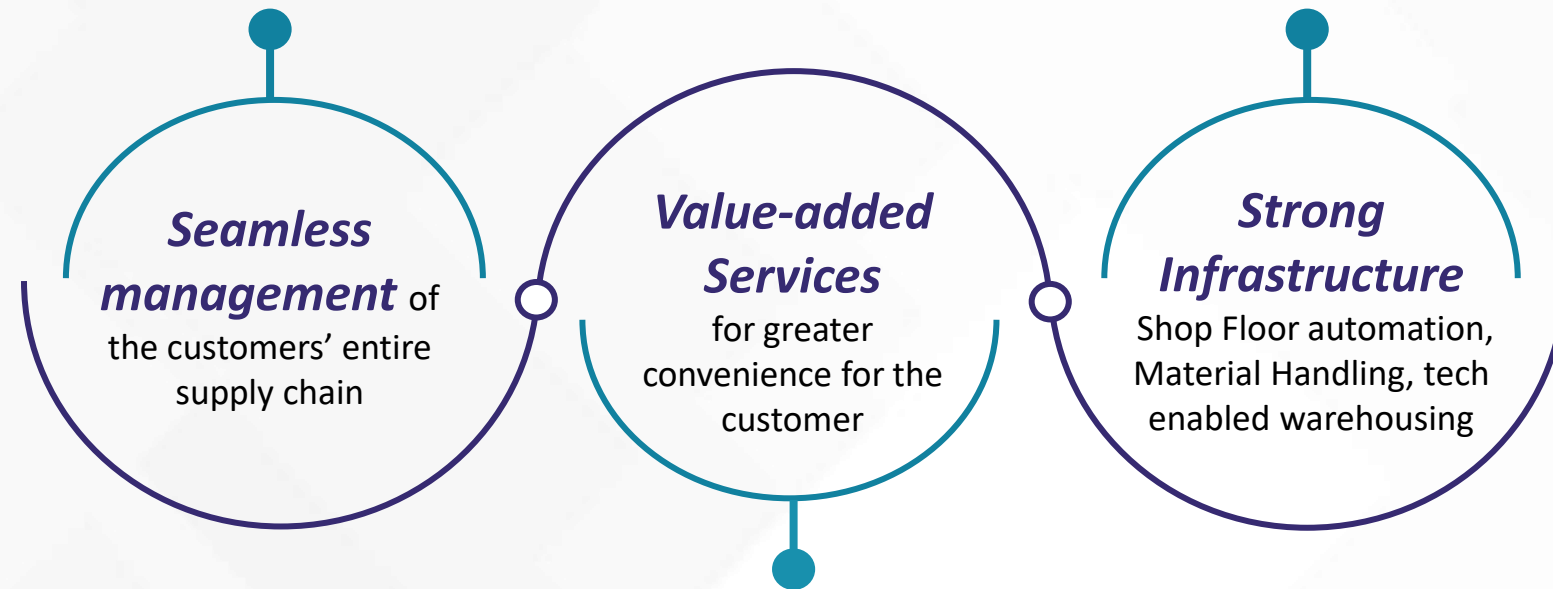 Seamless
management of
the customers’ entire
supply chain
Value-added
Services
for greater
convenience for the
customer
Strong
Infrastructure
Shop Floor automation,
Material Handling, tech
enabled warehousing